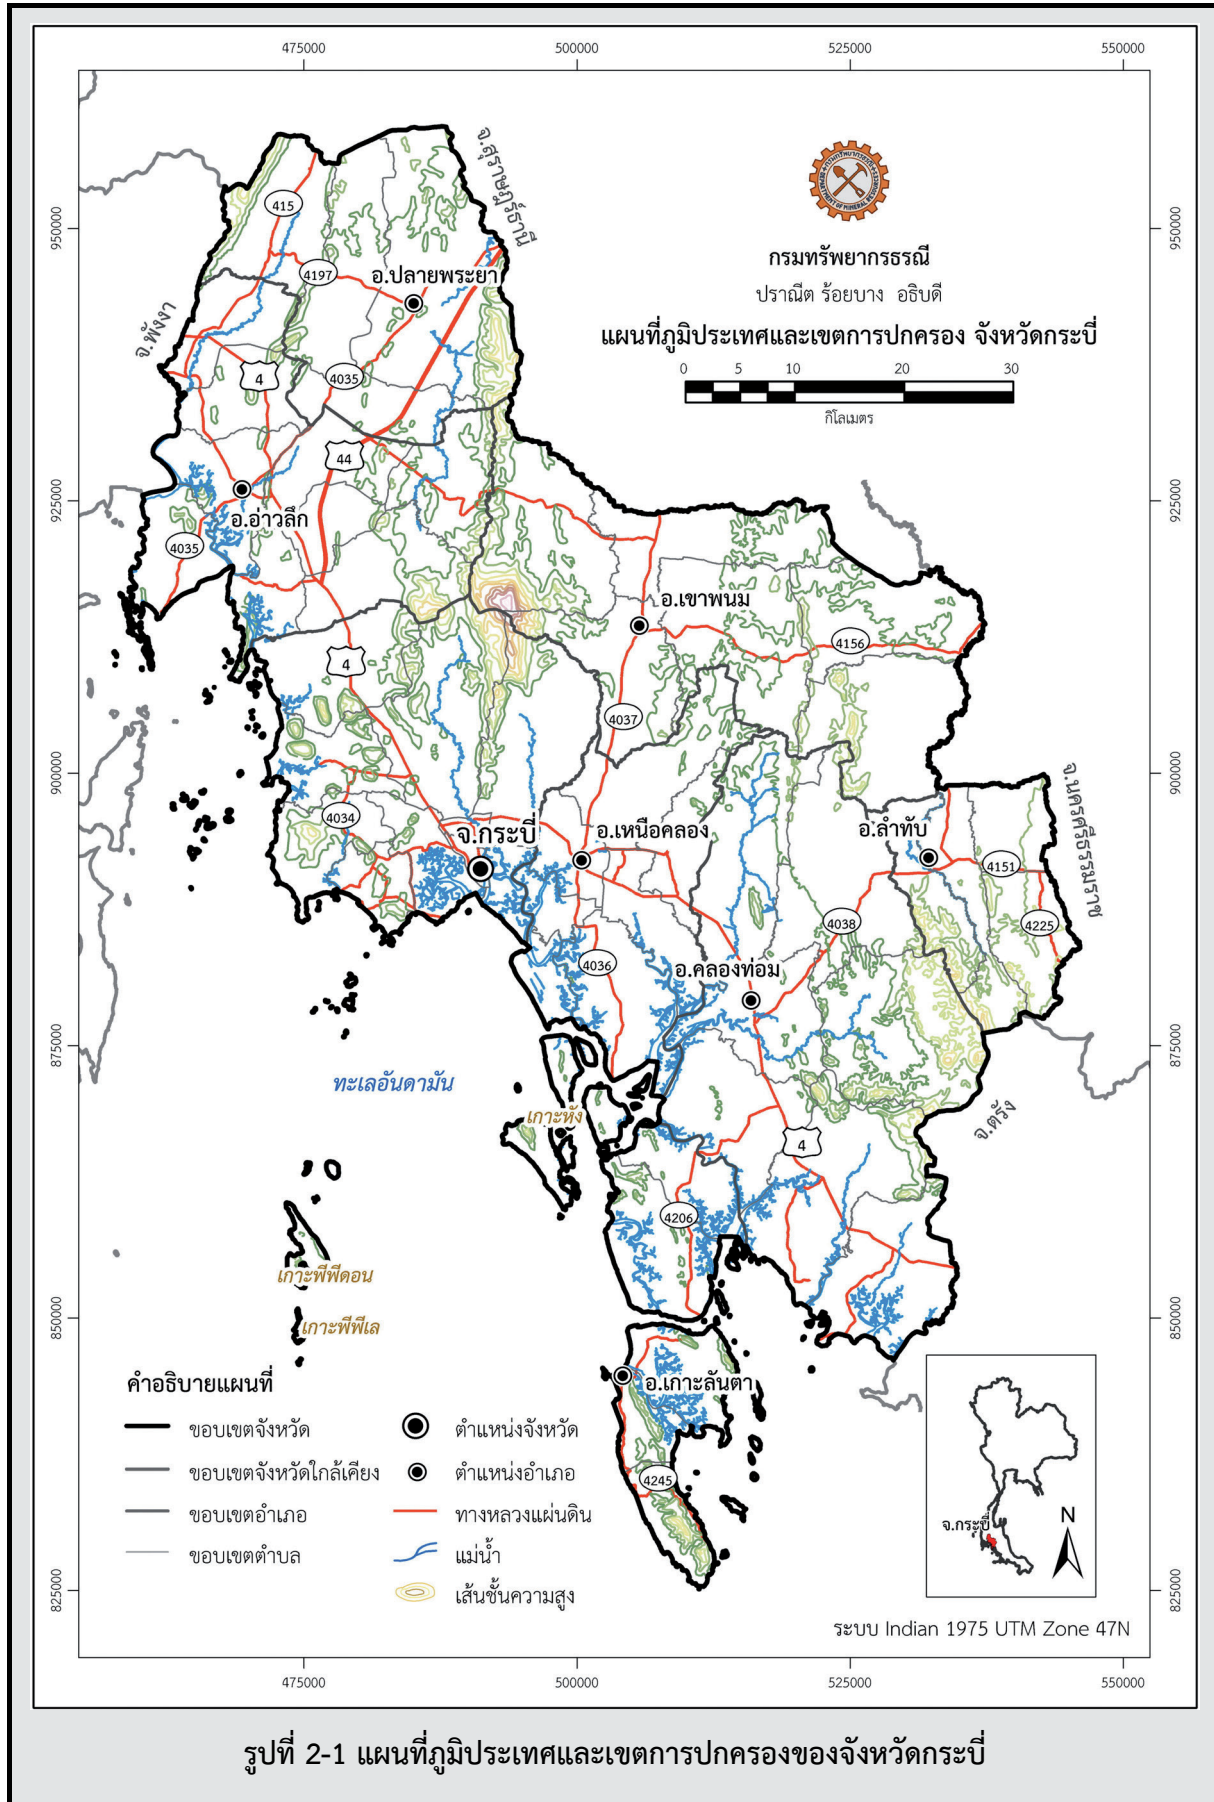 475000
500000
525000
550000
950000
925000
900000
875000
850000
825000
950000
925000
900000
875000
850000
825000
จ.สุราษฎร์ธานี
DEPARTMENT OF MINERAL RESOURCES
กรมทรัพยากรธรณี
ปราณีต ร้อยบาง อธิบดี
แผนที่ภูมิประเทศและเขตการปกครอง จังหวัดกระบี่
0 5 10 20 30
กิโลเมตร
415
4197
อ.ปลายพระยา
จ.พังงา
4
4035
44
อ.อ่าวลึก
4035
อ.เขาพนม
4156
4
4037
จ.นครศรีธรรมราช
4034
จ.กระบี่
อ.เหนือคลอง
อ.ลำทับ
4151
4038
4225
4036
อ.คลองท่อม
ทะเลอันดามัน
เกาะหัง
จ.ตรัง
4
4206
เกาะพีพีดอน
เกาะพีพีเล
อ.เกาะลันตา
4245
คำอธิบายแผนที่
ขอบเขตจังหวัด
ตำแหน่งจังหวัด
ขอบเขตจังหวัดใกล้เคียง
ตำแหน่งอำเภอ
ขอบเขตอำเภอ
ทางหลวงแผ่นดิน
ขอบเขตตำบล
แม่น้ำ
เส้นชั้นความสูง
จ.กระบี่
N
ระบบ Indian 1975 UTM Zone 47N
475000
500000
525000
550000
รูปที่ 2-1 แผนที่ภูมิประเทศและเขตการปกครองของจังหวัดกระบี่